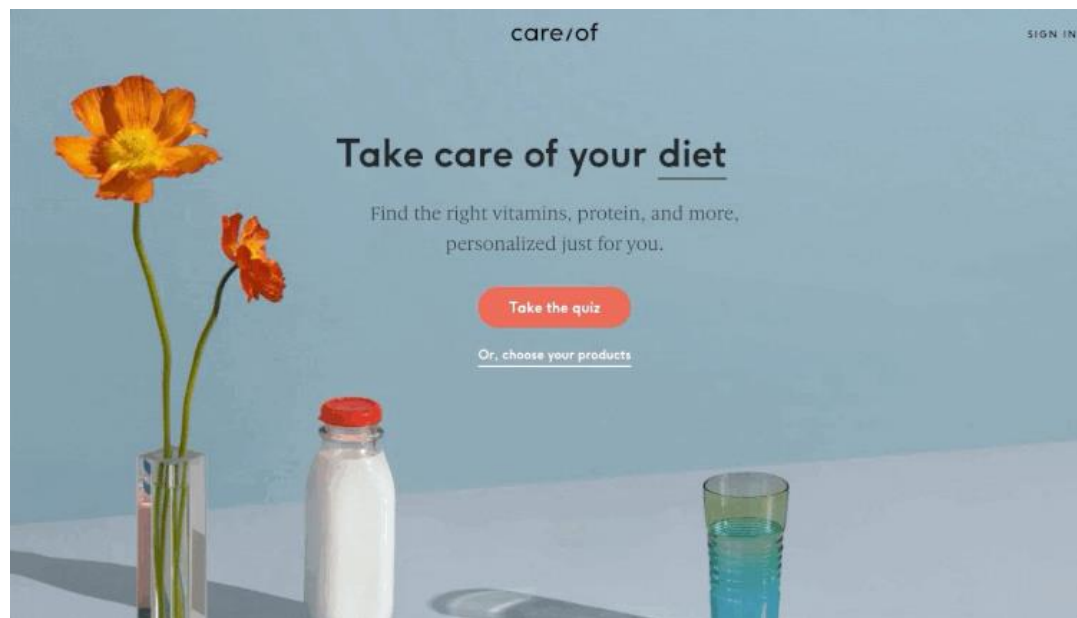 care/of
SIGN IN
Take care of your diet
Find the right vitamins, protein, and more,
personalized just for you.
Take the quiz
Or, choose your products